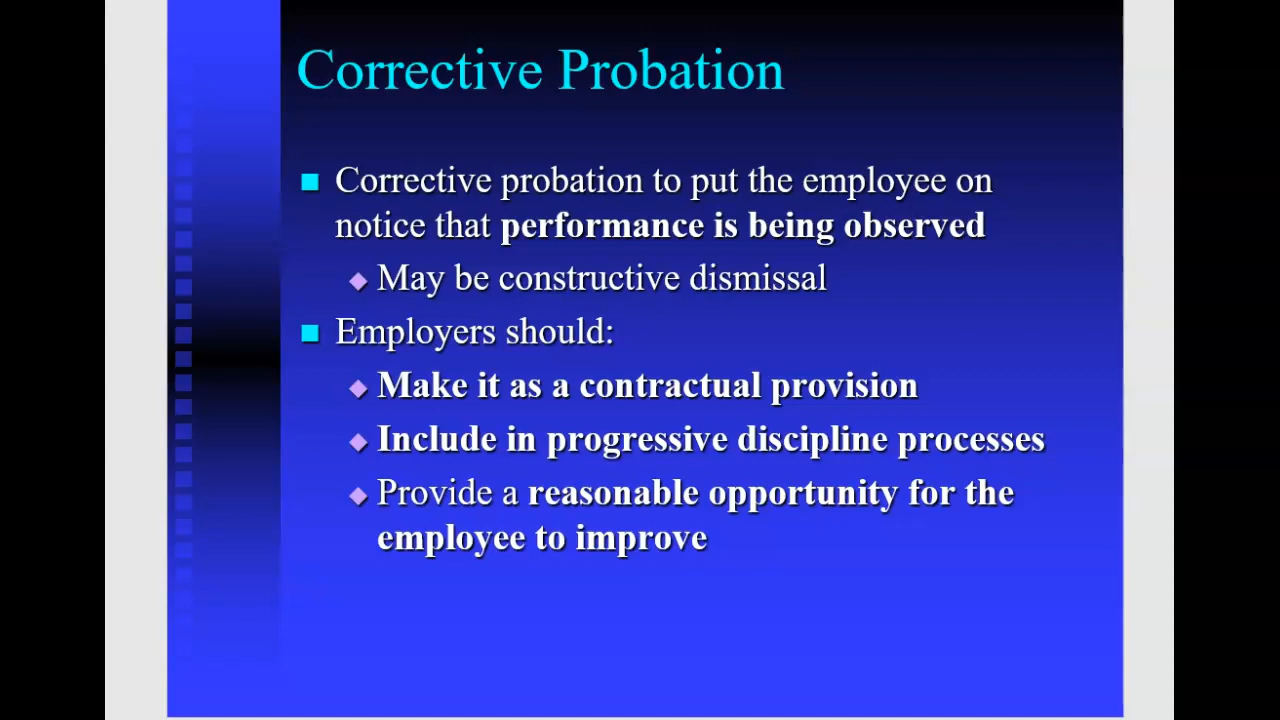 Corrective Probation
Corrective probation to put the employee on
notice that performance is being observed
May be constructive dismissal
Employers should:
Make it as a contractual provision
Include in progressive discipline processes
Provide a reasonable opportunity for the
employee to improve